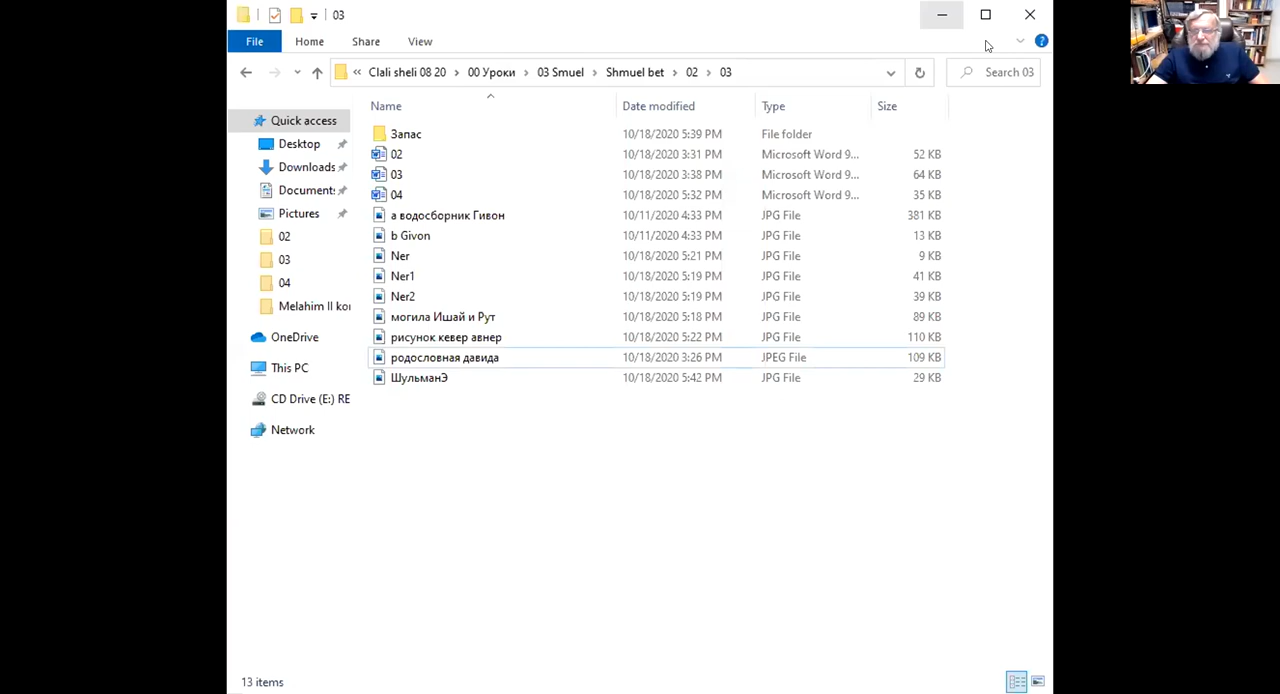 03
File Home Share View
« Clali sheli 08 20 › 00 Уроки › 03 Smuel › Shmuel bet › 02 › 03 Search 03
Name Date modified Type Size
Quick access
Desktop
Downloads
Document:
Pictures
02
03
04
Melahim II kor
OneDrive
This PC
CD Drive (E:) RE
Network
Запас 10/18/2020 5:39 PM File folder
02 10/18/2020 3:31 PM Microsoft Word 9... 52 KB
03 10/18/2020 3:38 PM Microsoft Word 9... 64 KB
04 10/18/2020 5:32 PM Microsoft Word 9... 35 KB
а водосборник Гивон 10/11/2020 4:33 PM JPG File 381 KB
b Givon 10/11/2020 4:33 PM JPG File 13 KB
Ner 10/18/2020 5:21 PM JPG File 9 KB
Ner1 10/18/2020 5:19 PM JPG File 41 KB
Ner2 10/18/2020 5:19 PM JPG File 39 KB
могила Ишай и Рут 10/18/2020 5:18 PM JPG File 89 KB
рисунок кевер авнер 10/18/2020 5:22 PM JPG File 110 KB
родословная давида 10/18/2020 3:26 PM JPEG File 109 KB
ШульманЭ 10/18/2020 5:42 PM JPG File 29 KB
13 items